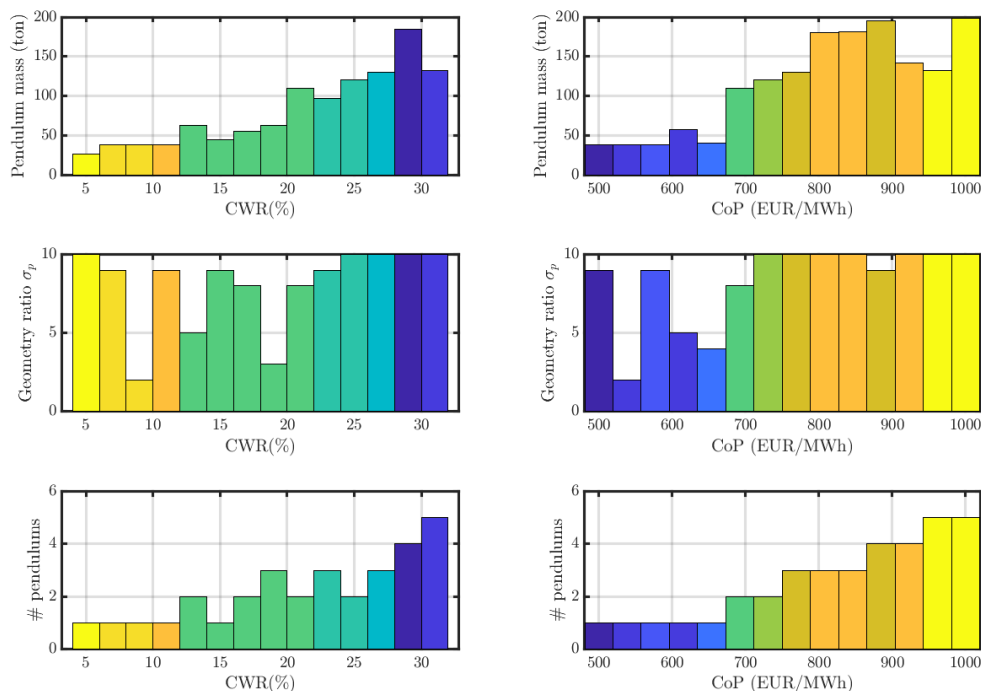 Pendulum mass (ton)
200
150
100
50
0
5 10 15 20 25 30
CWR(%)
Pendulum mass (ton)
200
150
100
50
0
500 600 700 800 900 1000
CoP (EUR/MWh)
Geometry ratio σp
10
5
0
5 10 15 20 25 30
CWR(%)
Geometry ratio σp
10
5
0
500 600 700 800 900 1000
CoP (EUR/MWh)
# pendulums
6
4
2
0
5 10 15 20 25 30
CWR(%)
# pendulums
6
4
2
0
500 600 700 800 900 1000
CoP (EUR/MWh)